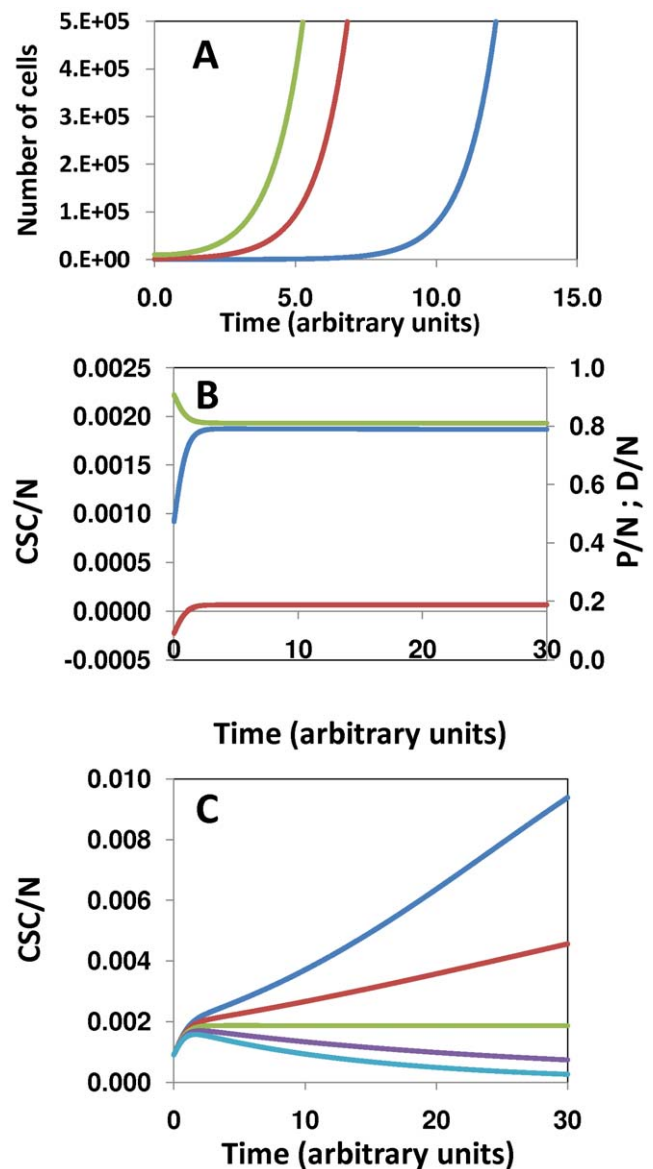 A
Number of cells
5.E+05
4.E+05
3.E+05
2.E+05
1.E+05
0.E+00
0.0 5.0 10.0 15.0
Time (arbitrary units)
B
CSC/N
0.0025
0.0020
0.0015
0.0010
0.0005
0.0000
-0.0005
1.0
0.8
0.6
0.4
0.2
0.0
P/N ; D/N
0 10 20 30
Time (arbitrary units)
C
CSC/N
0.010
0.008
0.006
0.004
0.002
0.000
0 10 20 30
Time (arbitrary units)